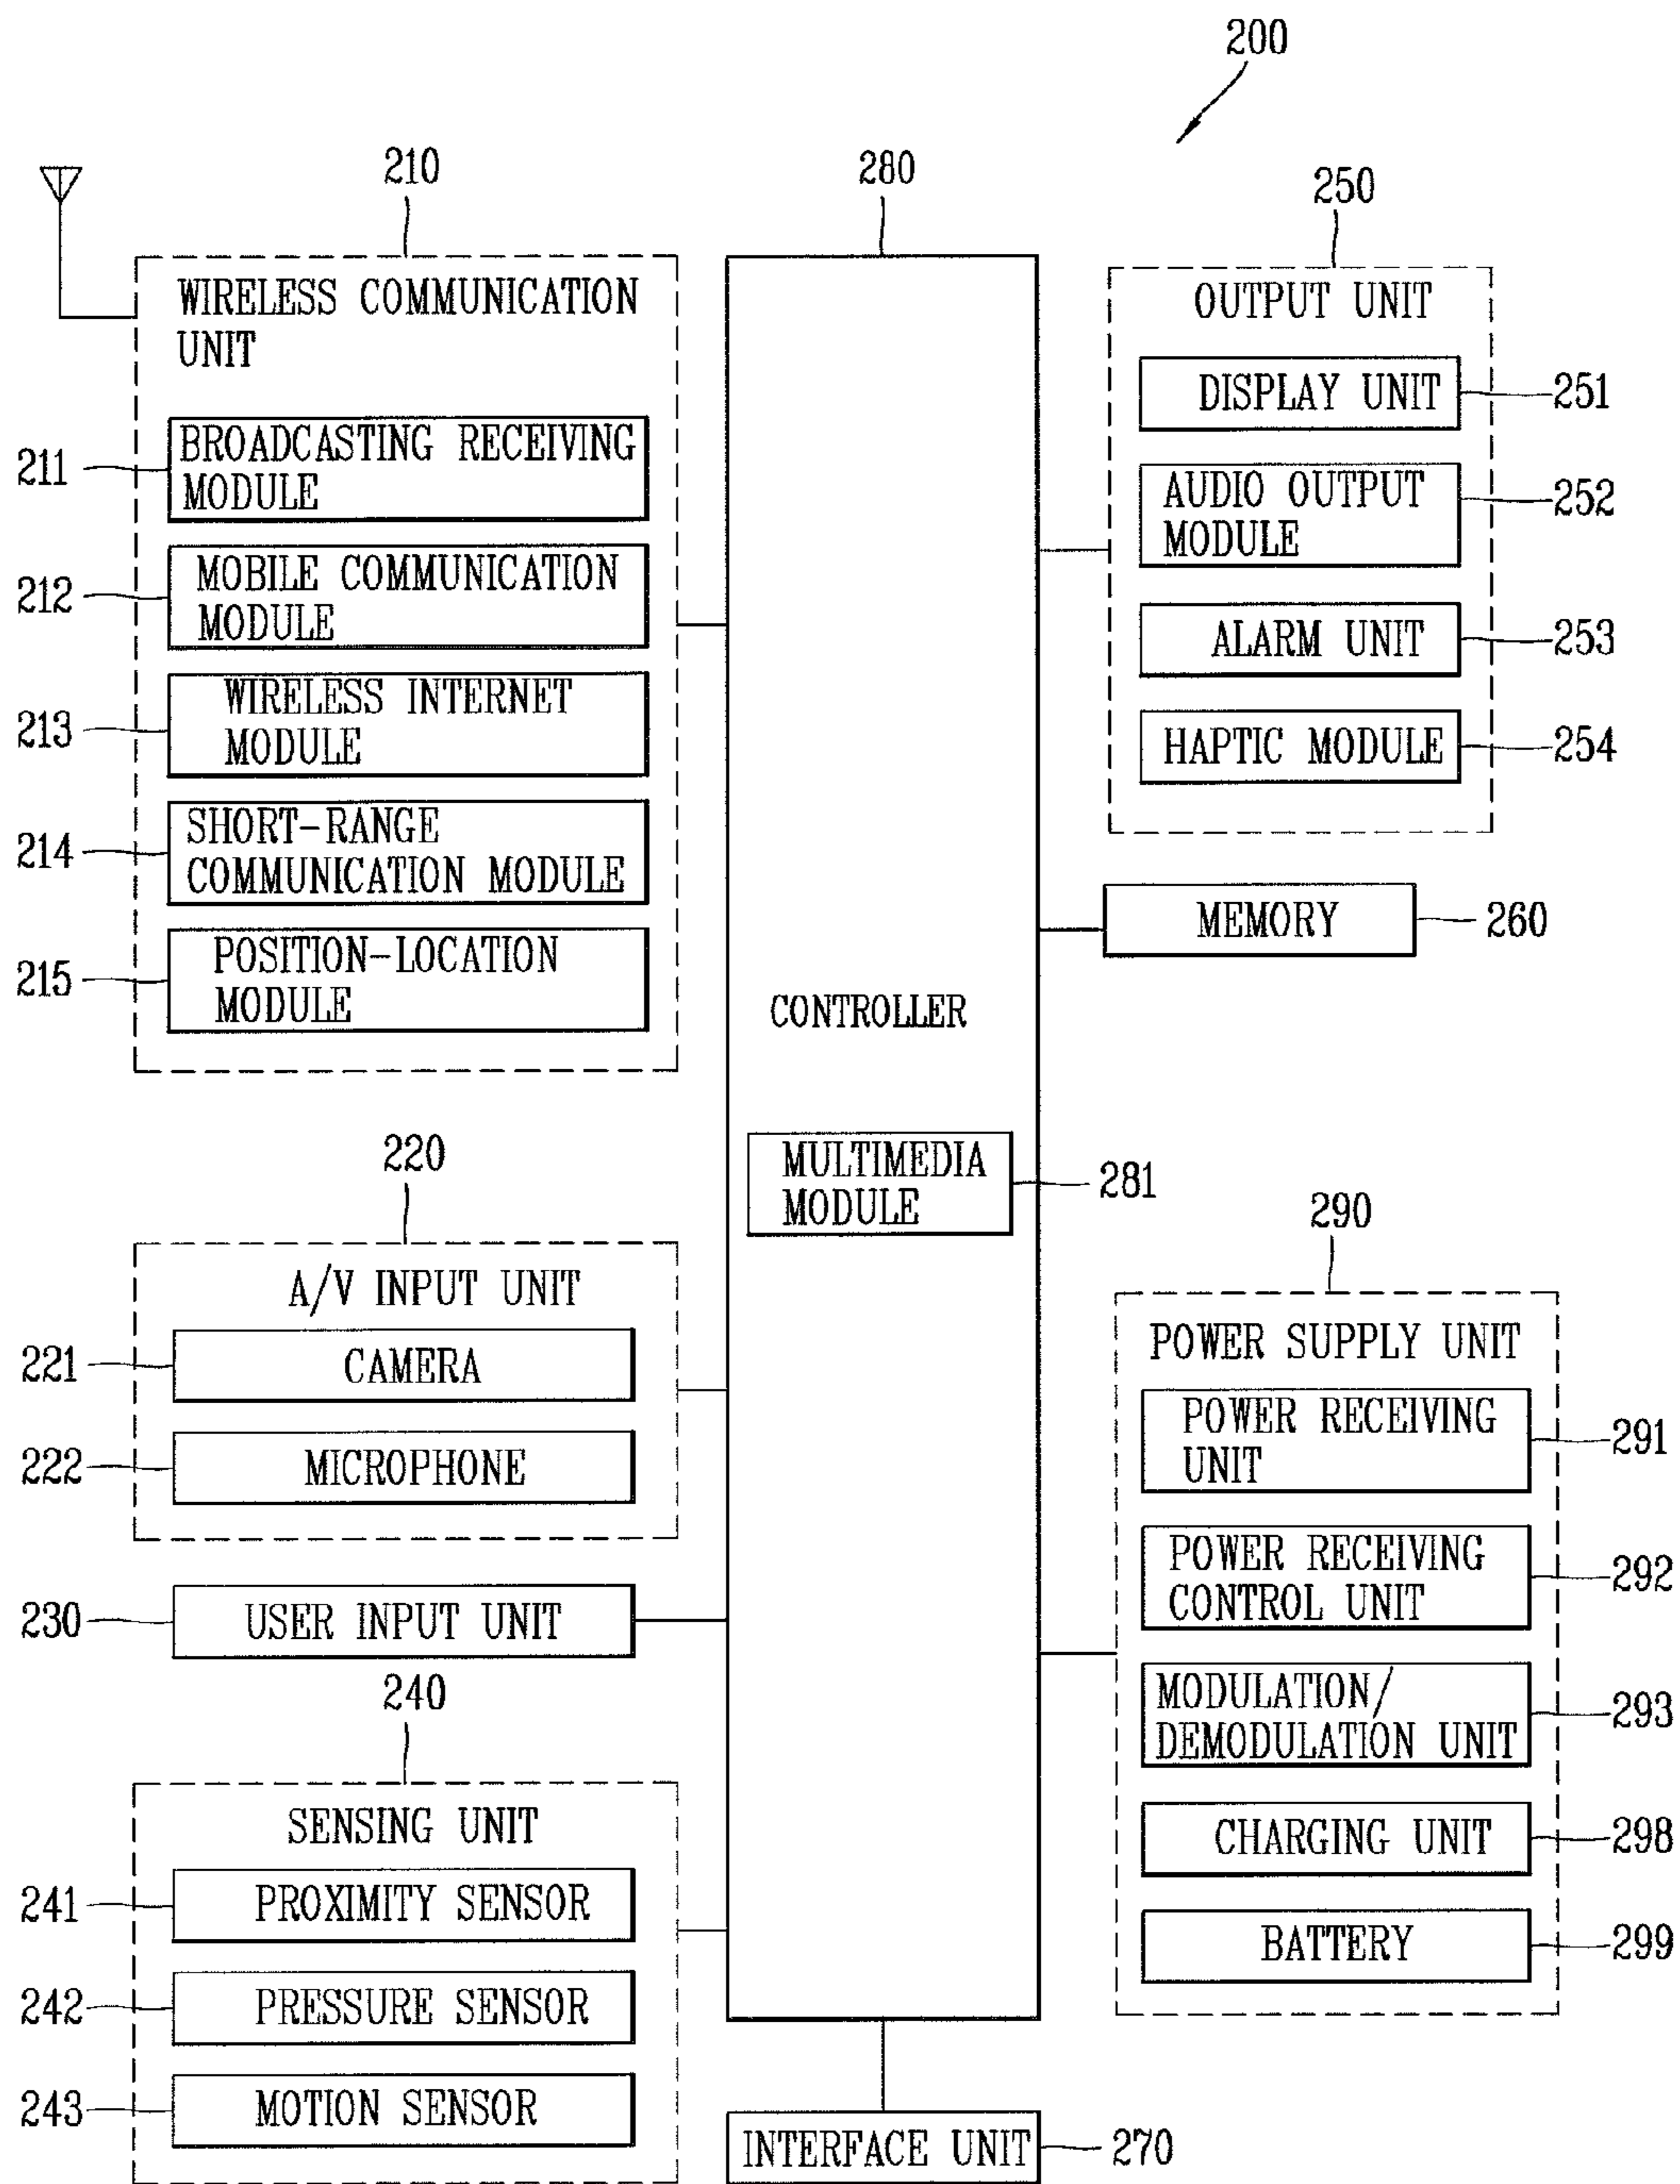 200
210
WIRELESS COMMUNICATION
UNIT
211
BROADCASTING RECEIVING
MODULE
212
MOBILE COMMUNICATION
MODULE
213
WIRELESS INTERNET
MODULE
214
SHORT-RANGE
COMMUNICATION MODULE
215
POSITION-LOCATION
MODULE
220
A/V INPUT UNIT
221
CAMERA
222
MICROPHONE
230
USER INPUT UNIT
240
SENSING UNIT
241
PROXIMITY SENSOR
242
PRESSURE SENSOR
243
MOTION SENSOR
280
CONTROLLER
MULTIMEDIA
MODULE
281
INTERFACE UNIT
270
250
OUTPUT UNIT
DISPLAY UNIT
251
AUDIO OUTPUT
MODULE
252
ALARM UNIT
253
HAPTIC MODULE
254
MEMORY
260
290
POWER SUPPLY UNIT
POWER RECEIVING
UNIT
291
POWER RECEIVING
CONTROL UNIT
292
MODULATION/
DEMODULATION UNIT
293
CHARGING UNIT
298
BATTERY
299